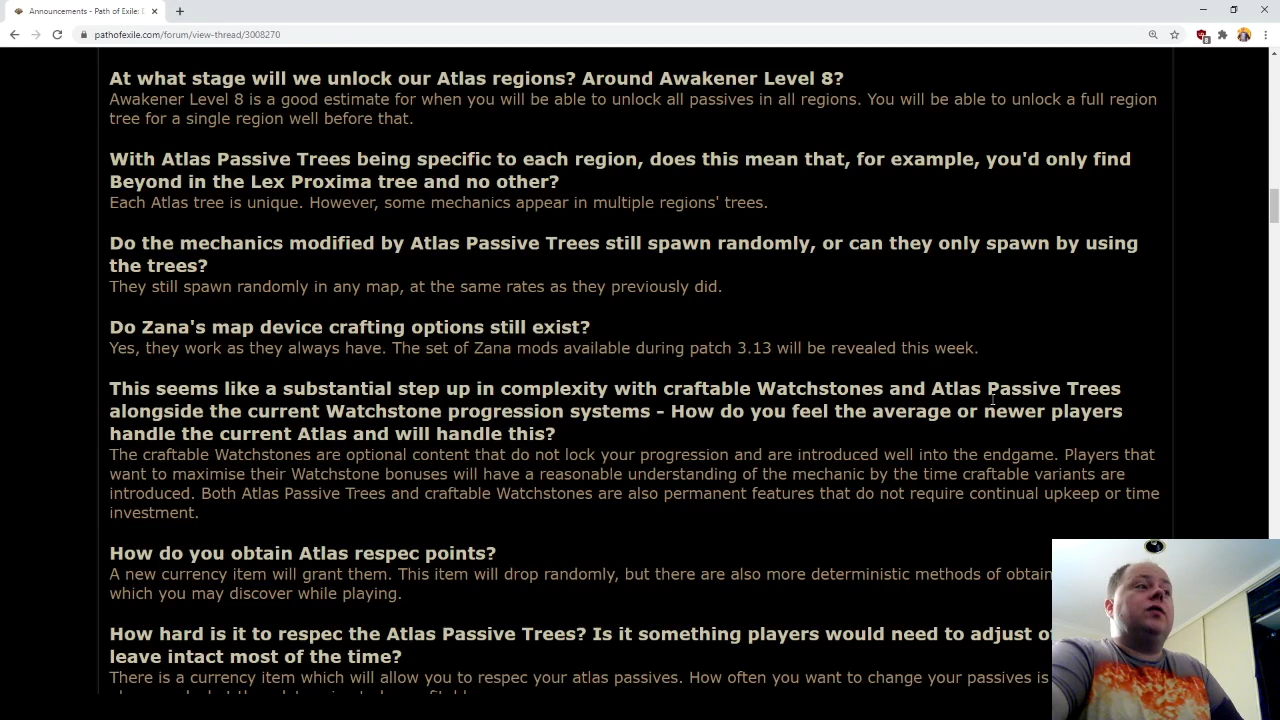 Announcements - Path of Exile: E
pathofexile.com/forum/view-thread/3008270
At what stage will we unlock our Atlas regions? Around Awakener Level 8?
Awakener Level 8 is a good estimate for when you will be able to unlock all passives in all regions. You will be able to unlock a full region
tree for a single region well before that.
With Atlas Passive Trees being specific to each region, does this mean that, for example, you'd only find
Beyond in the Lex Proxima tree and no other?
Each Atlas tree is unique. However, some mechanics appear in multiple regions' trees.
Do the mechanics modified by Atlas Passive Trees still spawn randomly, or can they only spawn by using
the trees?
They still spawn randomly in any map, at the same rates as they previously did.
Do Zana's map device crafting options still exist?
Yes, they work as they always have. The set of Zana mods available during patch 3.13 will be revealed this week.
This seems like a substantial step up in complexity with craftable Watchstones and Atlas Passive Trees
alongside the current Watchstone progression systems – How do you feel the average or newer players
handle the current Atlas and will handle this?
The craftable Watchstones are optional content that do not lock your progression and are introduced well into the endgame. Players that
want to maximise their Watchstone bonuses will have a reasonable understanding of the mechanic by the time craftable variants are
introduced. Both Atlas Passive Trees and craftable Watchstones are also permanent features that do not require continual upkeep or time
investment.
How do you obtain Atlas respec points?
A new currency item will grant them. This item will drop randomly, but there are also more deterministic methods of obtain
which you may discover while playing.
How hard is it to respec the Atlas Passive Trees? Is it something players would need to adjust o
leave intact most of the time?
There is a currency item which will allow you to respec your atlas passives. How often you want to change your passives is